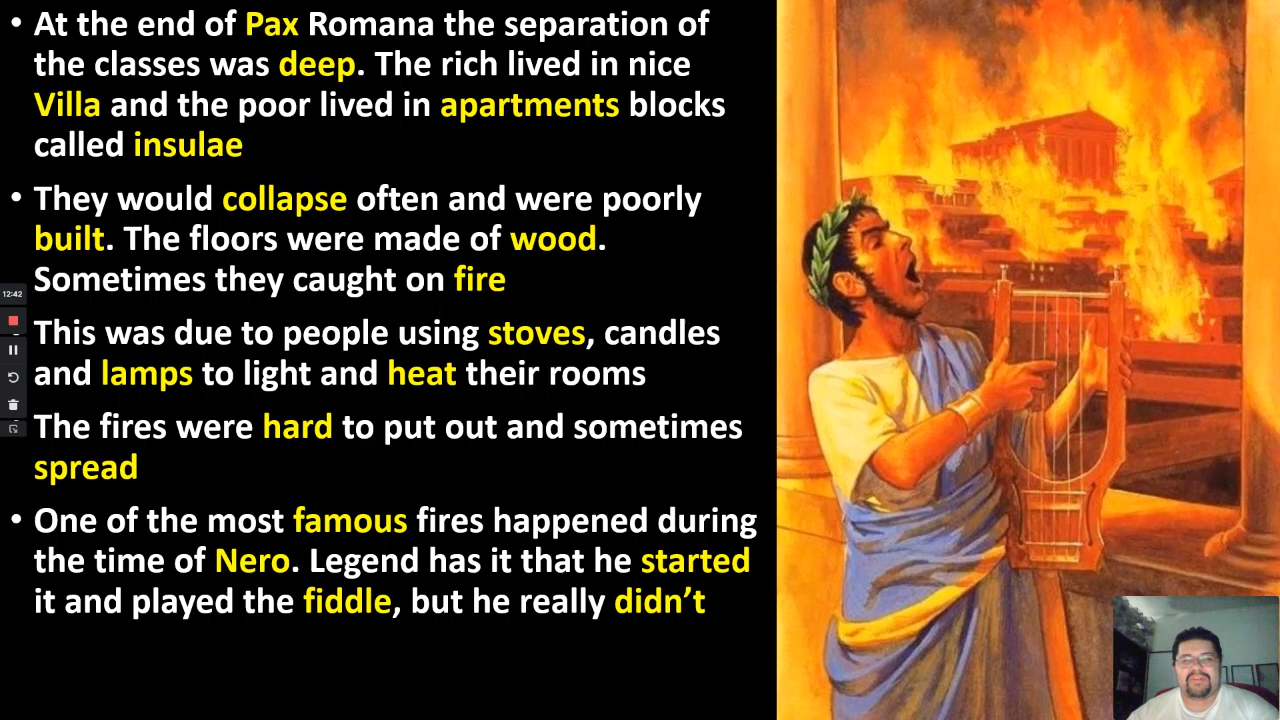 • At the end of Pax Romana the separation of
the classes was deep. The rich lived in nice
Villa and the poor lived in apartments blocks
called insulae
• They would collapse often and were poorly
built. The floors were made of wood.
Sometimes they caught on fire
12:42
This was due to people using stoves, candles
and lamps to light and heat their rooms
The fires were hard to put out and sometimes
spread
• One of the most famous fires happened during
the time of Nero. Legend has it that he started
it and played the fiddle, but he really didn’t